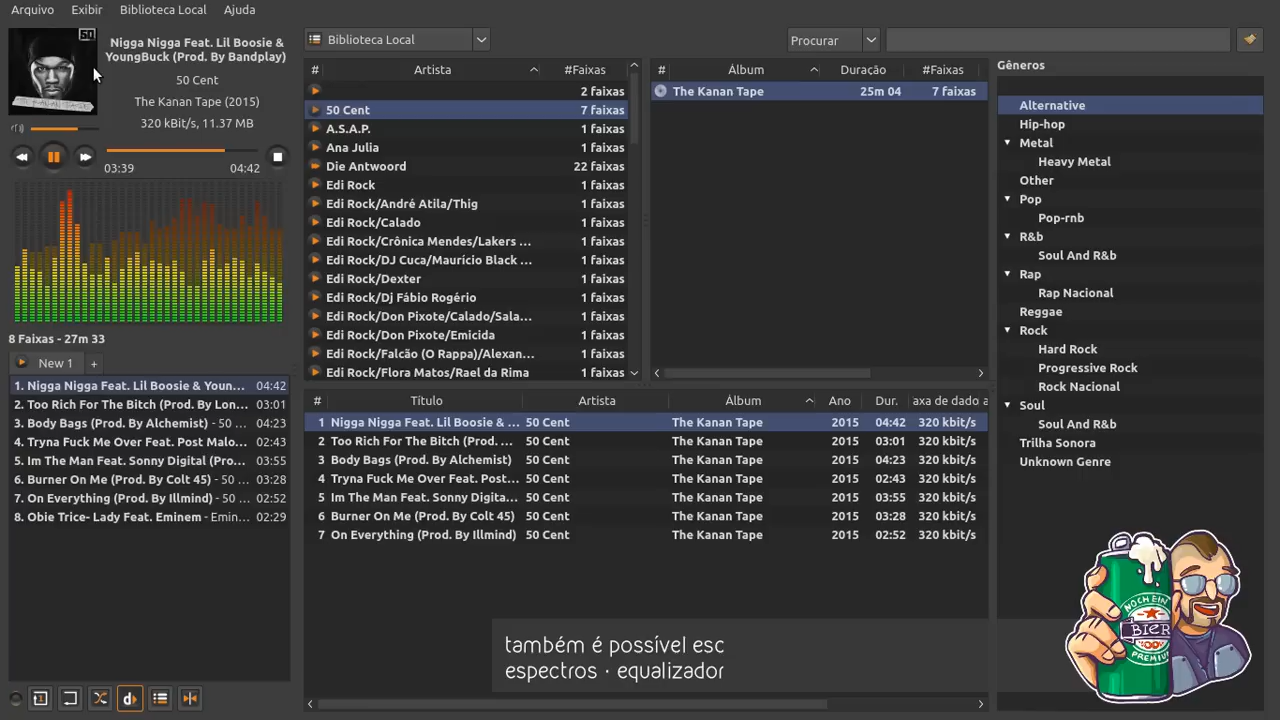 Arquivo Exibir Biblioteca Local Ajuda
Nigga Nigga Feat. Lil Boosie &
YoungBuck (Prod. By Bandplay)
50 Cent
The Kanan Tape (2015)
320 kBit/s, 11.37 MB
03:39 04:42
8 Faixas - 27m 33
New 1 +
1. Nigga Nigga Feat. Lil Boosie & Youn... 04:42
2. Too Rich For The Bitch (Prod. By Lon... 03:01
3. Body Bags (Prod. By Alchemist) - 50 ... 04:23
4. Tryna Fuck Me Over Feat. Post Malo... 02:43
5. Im The Man Feat. Sonny Digital (Pro... 03:55
6. Burner On Me (Prod. By Colt 45) - 50 ... 03:28
7. On Everything (Prod. By Illmind) - 50 ... 02:52
8. Obie Trice- Lady Feat. Eminem - Emin... 02:29
Biblioteca Local
Procurar
# Artista #Faixas
2 faixas
50 Cent 7 faixas
A.S.A.P. 1 faixas
Ana Julia 1 faixas
Die Antwoord 22 faixas
Edi Rock 1 faixas
Edi Rock/André Atila/Thig 1 faixas
Edi Rock/Calado 1 faixas
Edi Rock/Crônica Mendes/Lakers ... 1 faixas
Edi Rock/DJ Cuca/Maurício Black ... 1 faixas
Edi Rock/Dexter 1 faixas
Edi Rock/Dj Fábio Rogério 1 faixas
Edi Rock/Don Pixote/Calado/Sala... 1 faixas
Edi Rock/Don Pixote/Emicida 1 faixas
Edi Rock/Falcão (O Rappa)/Alexan... 1 faixas
Edi Rock/Flora Matos/Rael da Rima 1 faixas
# Álbum Duração #Faixas
The Kanan Tape 25m 04 7 faixas
# Título Artista Álbum Ano Dur. axa de dado a
1 Nigga Nigga Feat. Lil Boosie & ... 50 Cent The Kanan Tape 2015 04:42 320 kbit/s
2 Too Rich For The Bitch (Prod. ... 50 Cent The Kanan Tape 2015 03:01 320 kbit/s
3 Body Bags (Prod. By Alchemist) 50 Cent The Kanan Tape 2015 04:23 320 kbit/s
4 Tryna Fuck Me Over Feat. Post... 50 Cent The Kanan Tape 2015 02:43 320 kbit/s
5 Im The Man Feat. Sonny Digita... 50 Cent The Kanan Tape 2015 03:55 320 kbit/s
6 Burner On Me (Prod. By Colt 45) 50 Cent The Kanan Tape 2015 03:28 320 kbit/s
7 On Everything (Prod. By Illmind) 50 Cent The Kanan Tape 2015 02:52 320 kbit/s
Gêneros
Alternative
Hip-hop
Metal
Heavy Metal
Other
Pop
Pop-rnb
R&b
Soul And R&b
Rap
Rap Nacional
Reggae
Rock
Hard Rock
Progressive Rock
Rock Nacional
Soul
Soul And R&b
Trilha Sonora
Unknown Genre
também é possível esc
espectros · equalizador
NOCH EIN
BIER
100%
PREMIUM